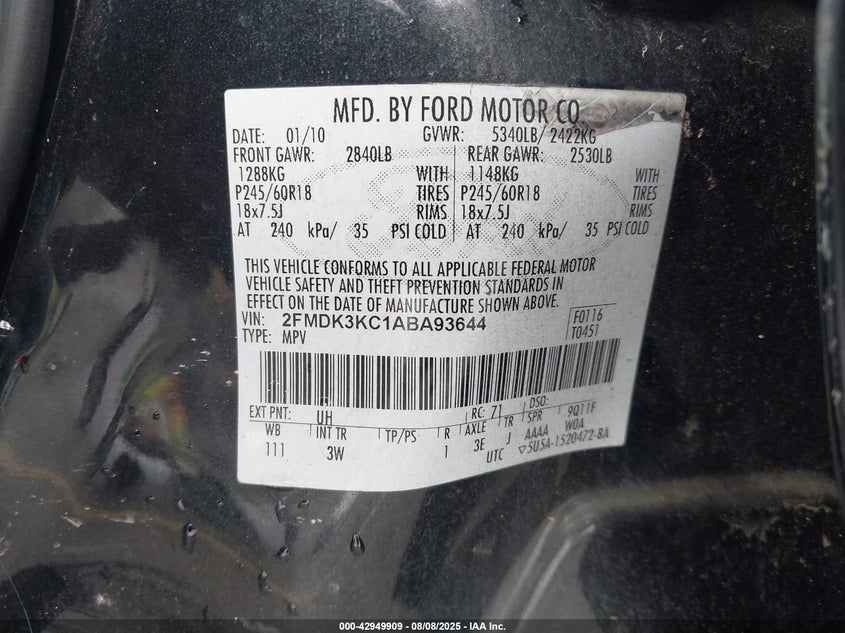 MFD. BY FORD MOTOR CO.
DATE: 01/10 GVWR: 5340LB/ 2422KG
FRONT GAWR: 2840LB REAR GAWR: 2530LB
1288KG WITH 1148KG WITH
P245/60R18 TIRES P245/60R18 TIRES
18x7.5J RIMS 18x7.5J RIMS
AT 240 kPa/ 35 PSI COLD AT 240 kPa/ 35 PSI COLD
THIS VEHICLE CONFORMS TO ALL APPLICABLE FEDERAL MOTOR
VEHICLE SAFETY AND THEFT PREVENTION STANDARDS IN
EFFECT ON THE DATE OF MANUFACTURE SHOWN ABOVE.
VIN: 2FMDK3KC1ABA93644 F0116
TYPE: MPV T0451
EXT PNT: UH RC: 71 DSO:
WB INT TR TP/PS R AXLE TR SPR 9Q11F
111 3W 1 3E J AAAA W0A
UTC ▽5U5A-1520472-BA
000-42949909 - 08/08/2025 - IAA Inc.